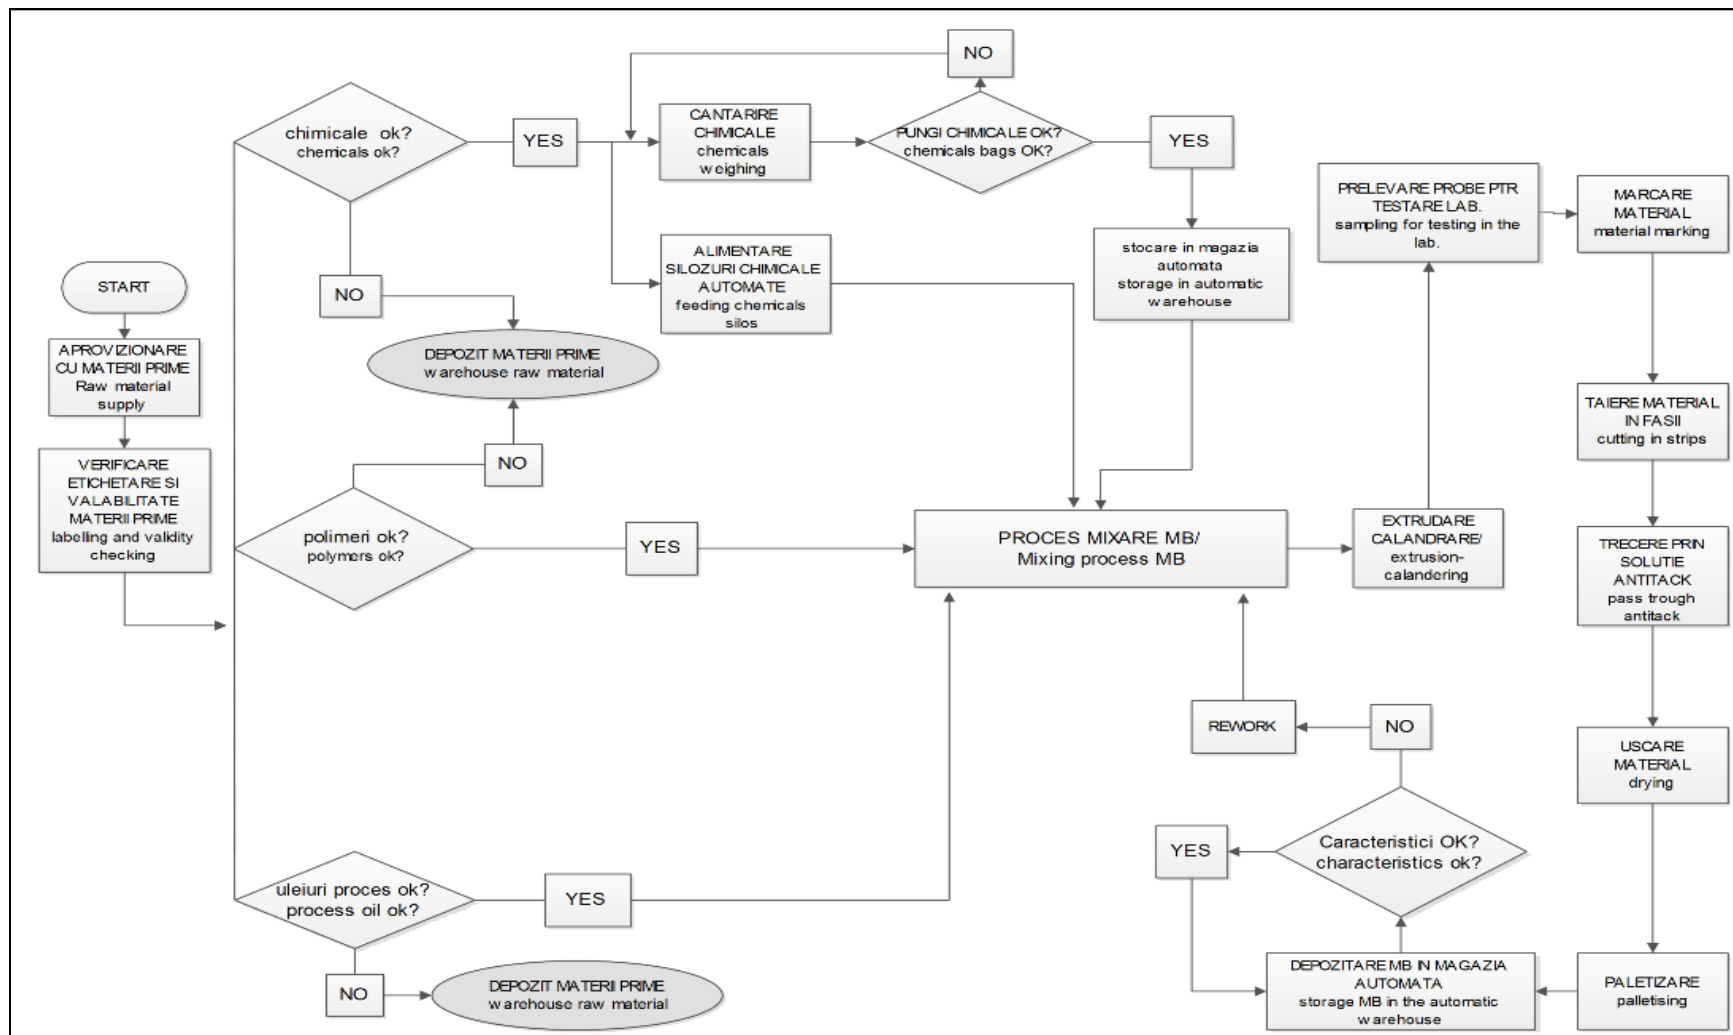 START
APROVIZIONARE
CU MATERII PRIME
Raw material
supply
VERIFICARE
ETICHETARE SI
VALABILITATE
MATERII PRIME
labelling and validity
checking
chimicale ok?
chemicals ok?
YES
NO
CANTARIRE
CHIMICALE
chemicals
weighing
NO
PUNGI CHIMICALE OK?
chemicals bags OK?
YES
stocare in magazia
automata
storage in automatic
warehouse
ALIMENTARE
SILOZURI CHIMICALE
AUTOMATE
feeding chemicals
silos
DEPOZIT MATERII PRIME
warehouse raw material
NO
polimeri ok?
polymers ok?
YES
PROCES MIXARE MB/
Mixing process MB
uleiuri proces ok?
process oil ok?
YES
NO
DEPOZIT MATERII PRIME
warehouse raw material
EXTRUDARE
CALANDRARE/
extrusion-
calandering
PRELEVARE PROBE PTR
TESTARE LAB.
sampling for testing in the
lab.
MARCARE
MATERIAL
material marking
TAIERE MATERIAL
IN FASII
cutting in strips
TRECERE PRIN
SOLUTIE
ANTITACK
pass trough
antitack
USCARE
MATERIAL
drying
PALETIZARE
palletising
DEPOZITARE MB IN MAGAZIA
AUTOMATA
storage MB in the automatic
warehouse
Caracteristici OK?
characteristics ok?
YES
NO
REWORK